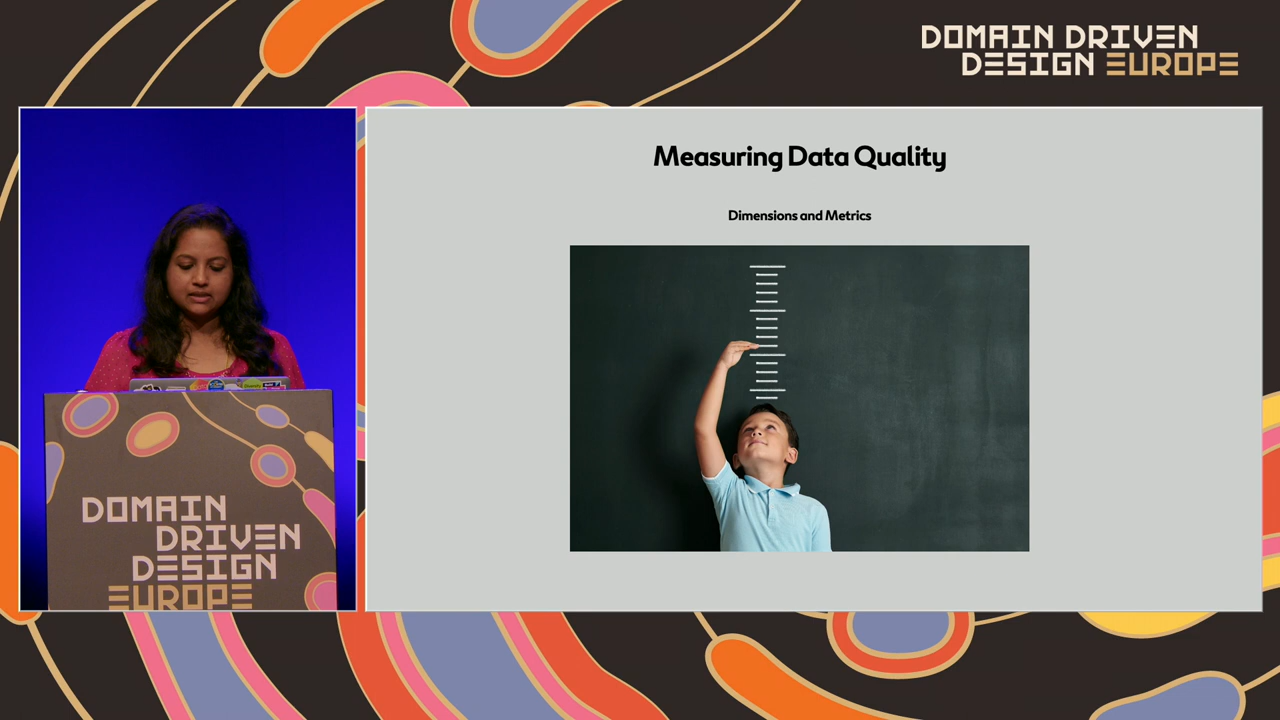 DOMAIN DRIVEN
DESIGN EUROPE
Measuring Data Quality
Dimensions and Metrics
DOMAIN
DRIVEN
DESIGN
EUROPE